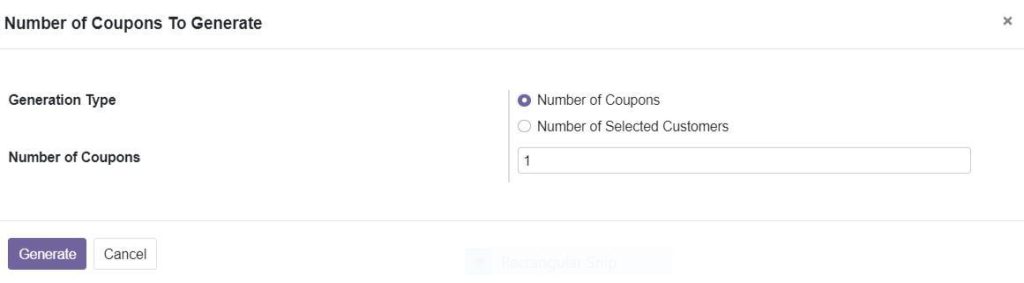 Number of Coupons To Generate ×
Generation Type
Number of Coupons
Number of Selected Customers
Number of Coupons
1
Generate Cancel
Rectangular Snip